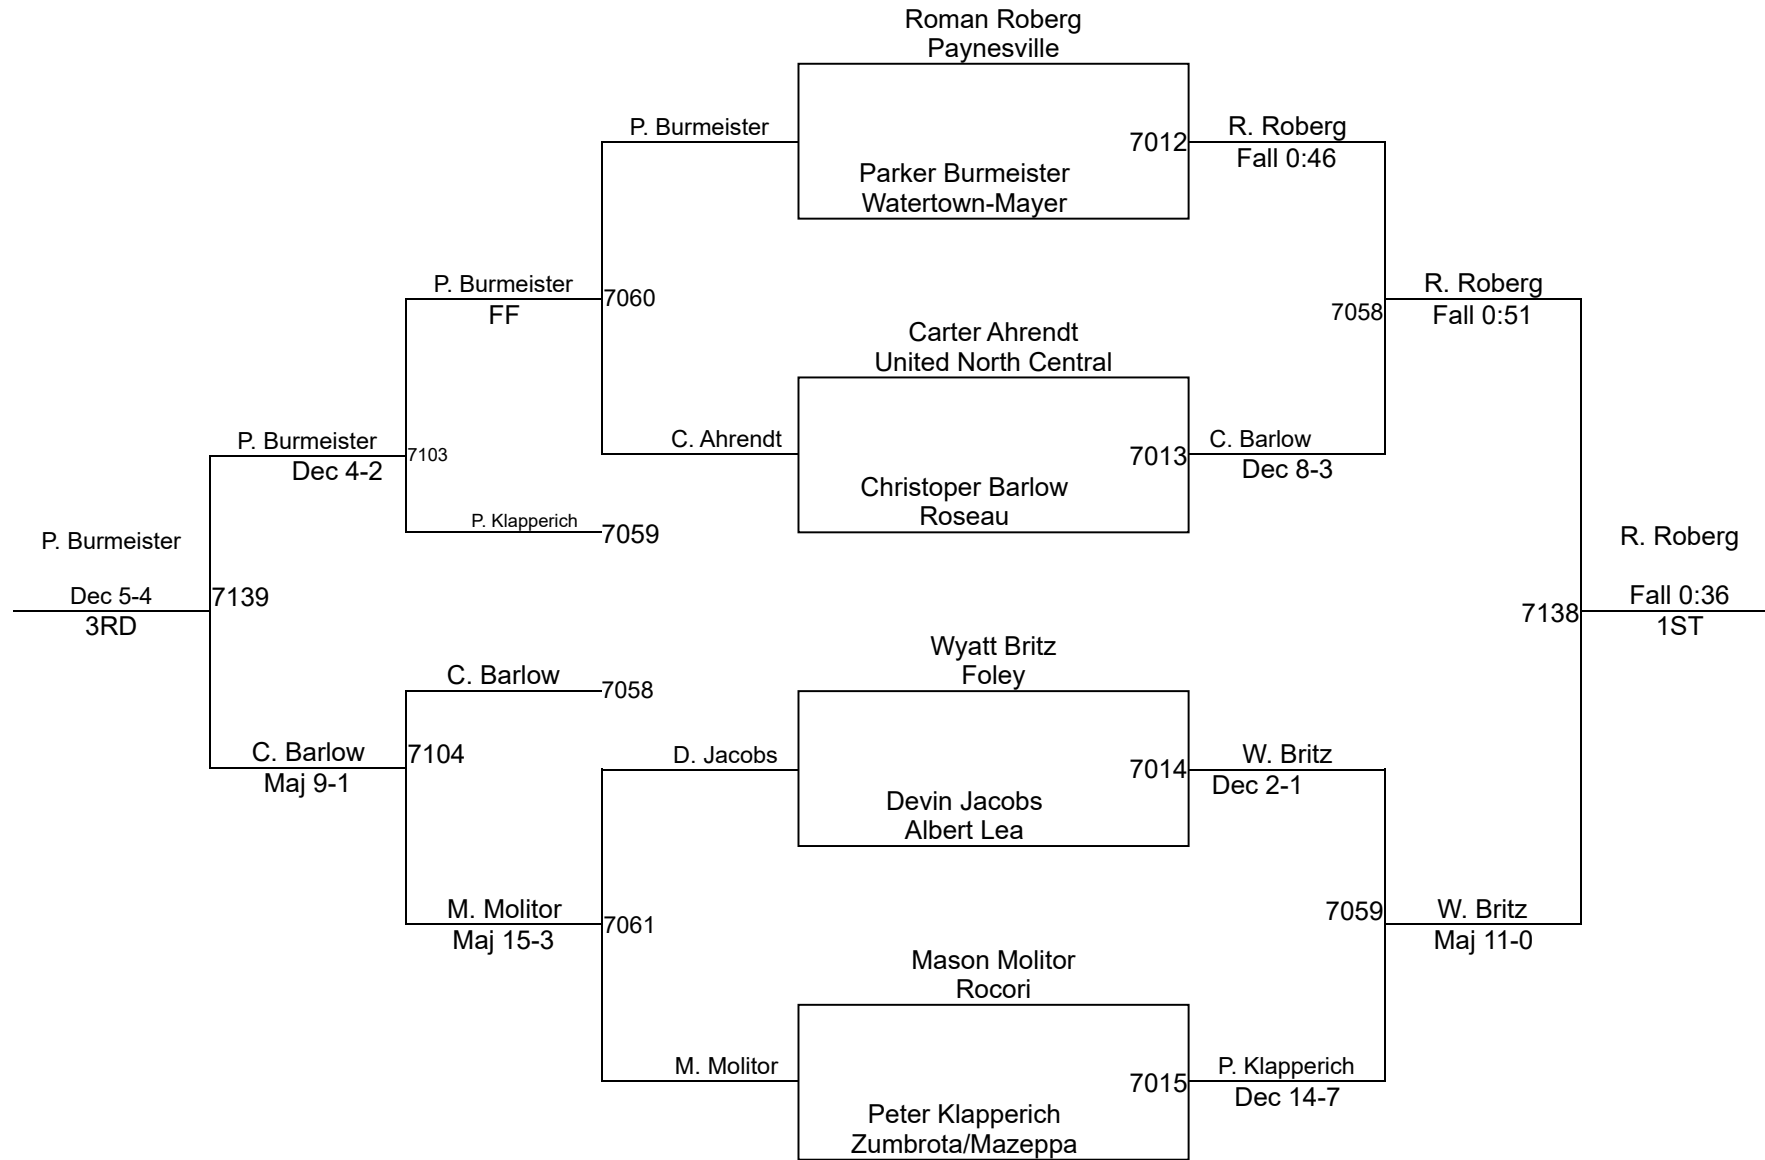 Roman Roberg
Paynesville
P. Burmeister
7012
R. Roberg
Fall 0:46
Parker Burmeister
Watertown-Mayer
P. Burmeister
FF
7060
R. Roberg
Fall 0:51
7058
Carter Ahrendt
United North Central
P. Burmeister
Dec 4-2
7103
C. Ahrendt
7013
C. Barlow
Dec 8-3
Christoper Barlow
Roseau
P. Klapperich
7059
P. Burmeister
Dec 5-4
3RD
7139
R. Roberg
Fall 0:36
1ST
7138
Wyatt Britz
Foley
C. Barlow
7058
C. Barlow
Maj 9-1
7104
D. Jacobs
7014
W. Britz
Dec 2-1
Devin Jacobs
Albert Lea
M. Molitor
Maj 15-3
7061
7059
W. Britz
Maj 11-0
Mason Molitor
Rocori
M. Molitor
7015
P. Klapperich
Dec 14-7
Peter Klapperich
Zumbrota/Mazeppa